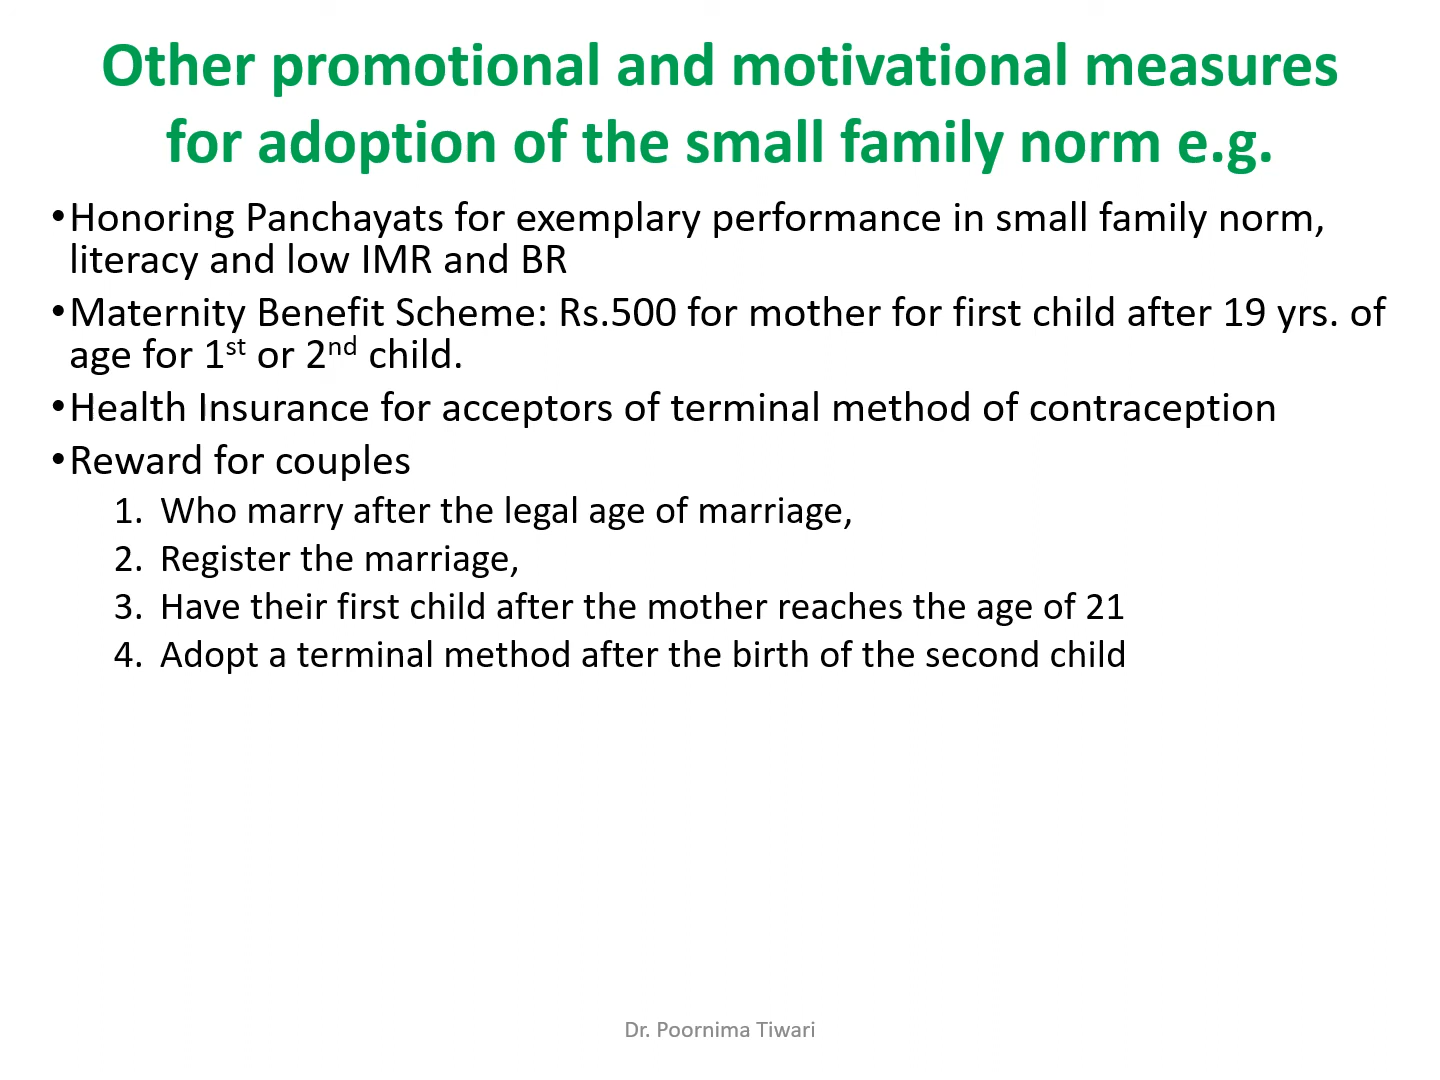 Other promotional and motivational measures
for adoption of the small family norm e.g.
•Honoring Panchayats for exemplary performance in small family norm,
literacy and low IMR and BR
•Maternity Benefit Scheme: Rs.500 for mother for first child after 19 yrs. of
age for 1st or 2nd child.
•Health Insurance for acceptors of terminal method of contraception
•Reward for couples
1. Who marry after the legal age of marriage,
2. Register the marriage,
3. Have their first child after the mother reaches the age of 21
4. Adopt a terminal method after the birth of the second child
Dr. Poornima Tiwari